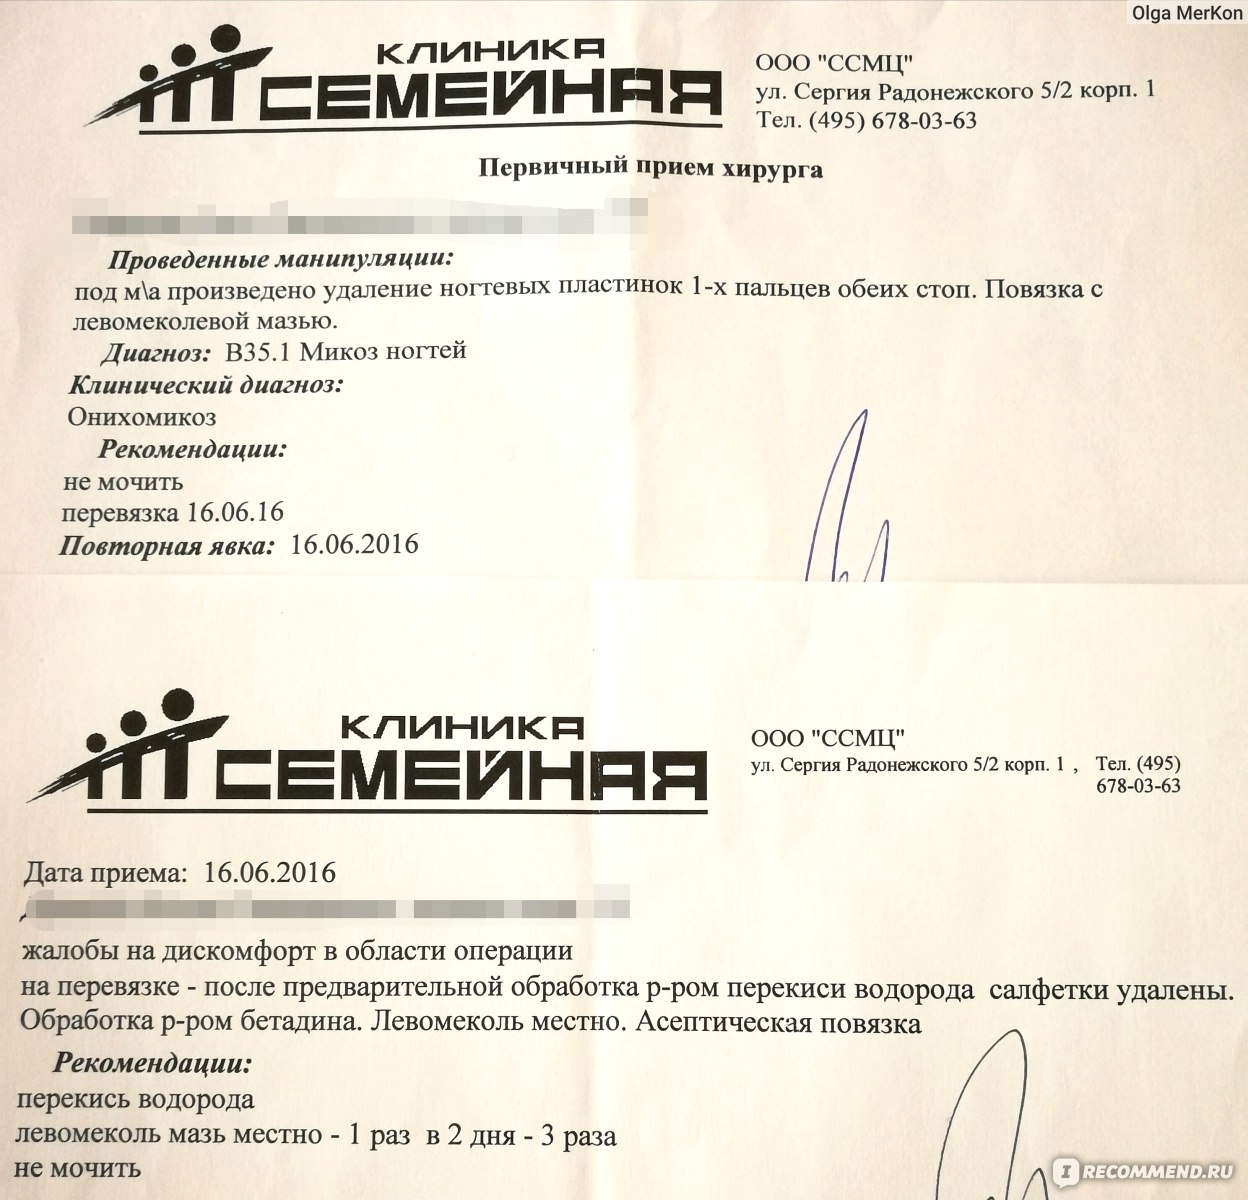 Olga MerKon
КЛИНИКА
СЕМЕЙНАЯ
ООО "ССМЦ"
ул. Сергия Радонежского 5/2 корп. 1
Тел. (495) 678-03-63
Первичный прием хирурга
Проведенные манипуляции:
под м\а произведено удаление ногтевых пластинок 1-х пальцев обеих стоп. Повязка с
левомеколевой мазью.
Диагноз: B35.1 Микоз ногтей
Клинический диагноз:
Онихомикоз
Рекомендации:
не мочить
перевязка 16.06.16
Повторная явка: 16.06.2016
КЛИНИКА
СЕМЕЙНАЯ
ООО "ССМЦ"
ул. Сергия Радонежского 5/2 корп. 1 , Тел. (495)
678-03-63
Дата приема: 16.06.2016
жалобы на дискомфорт в области операции
на перевязке - после предварительной обработка р-ром перекиси водорода салфетки удалены.
Обработка р-ром бетадина. Левомеколь местно. Асептическая повязка
Рекомендации:
перекись водорода
левомеколь мазь местно - 1 раз в 2 дня - 3 раза
не мочить
IRECOMMEND.RU